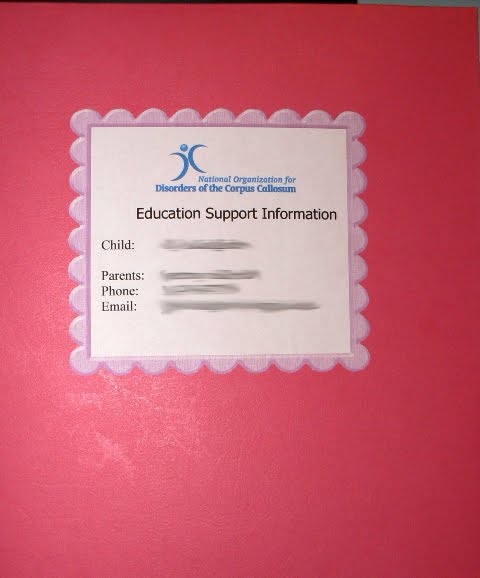 National Organization for
Disorders of the Corpus Callosum
Education Support Information
Child:
Parents:
Phone:
Email: